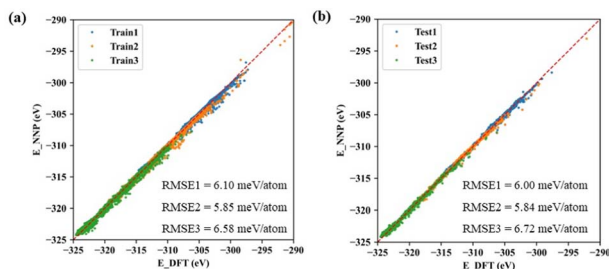 (a)
−290
−295
−300
−305
−310
−315
−320
−325
E_NNP (eV)
Train1
Train2
Train3
RMSE1 = 6.10 meV/atom
RMSE2 = 5.85 meV/atom
RMSE3 = 6.58 meV/atom
−325 −320 −315 −310 −305 −300 −295 −290
E_DFT (eV)
(b)
−290
−295
−300
−305
−310
−315
−320
−325
E_NNP (eV)
Test1
Test2
Test3
RMSE1 = 6.00 meV/atom
RMSE2 = 5.84 meV/atom
RMSE3 = 6.72 meV/atom
−325 −320 −315 −310 −305 −300 −295 −290
E_DFT (eV)